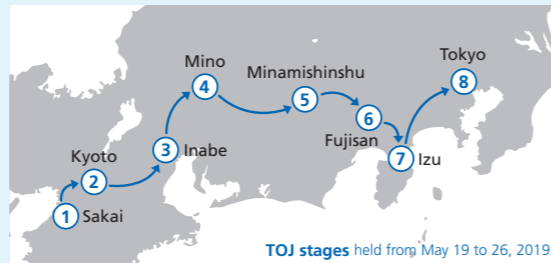 Tokyo
8
Mino
4
Minamishinshu
5
6
Fujisan
7 Izu
3 Inabe
Kyoto
2
1 Sakai
TOJ stages held from May 19 to 26, 2019